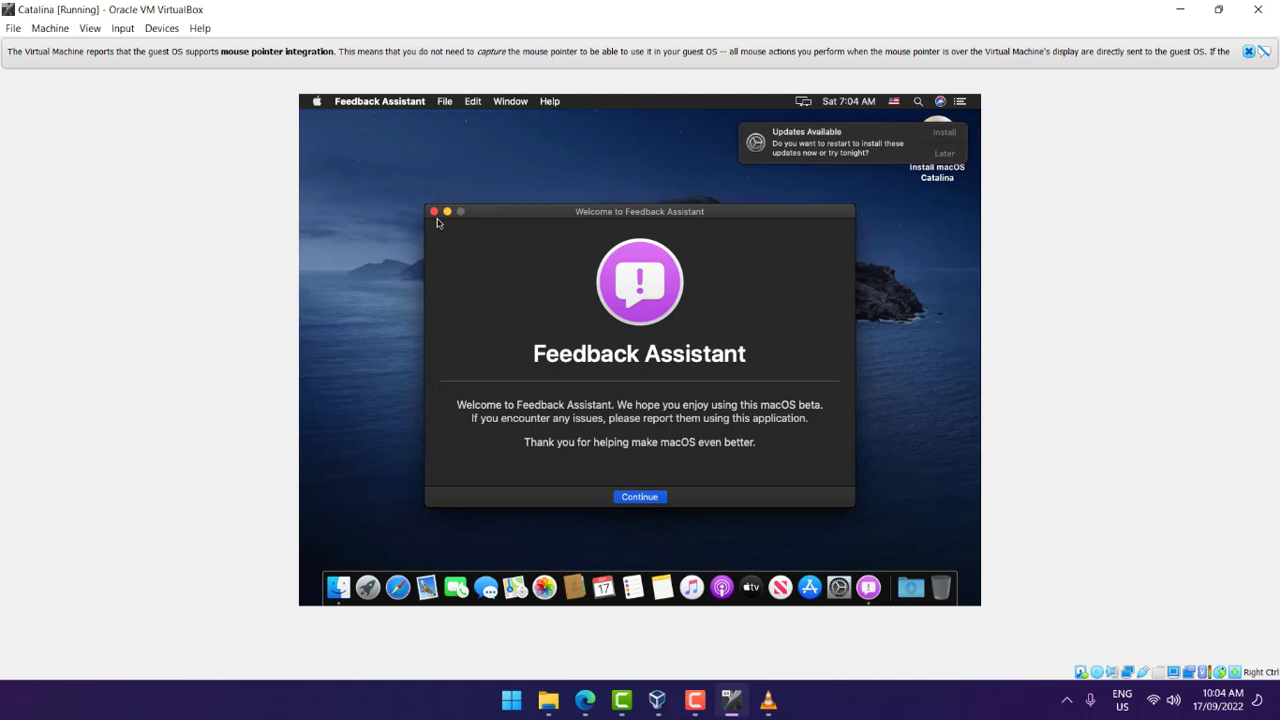 Catalina [Running] - Oracle VM VirtualBox
File Machine View Input Devices Help
The Virtual Machine reports that the guest OS supports mouse pointer integration. This means that you do not need to capture the mouse pointer to be able to use it in your guest OS -- all mouse actions you perform when the mouse pointer is over the Virtual Machine's display are directly sent to the guest OS. If the
Feedback Assistant File Edit Window Help Sat 7:04 AM
Updates Available
Do you want to restart to install these
updates now or try tonight?
Install
Later
Install macOS
Catalina
Welcome to Feedback Assistant
Feedback Assistant
Welcome to Feedback Assistant. We hope you enjoy using this macOS beta.
If you encounter any issues, please report them using this application.
Thank you for helping make macOS even better.
Continue
17
tv
Right Ctrl
ENG
US
10:04 AM
17/09/2022